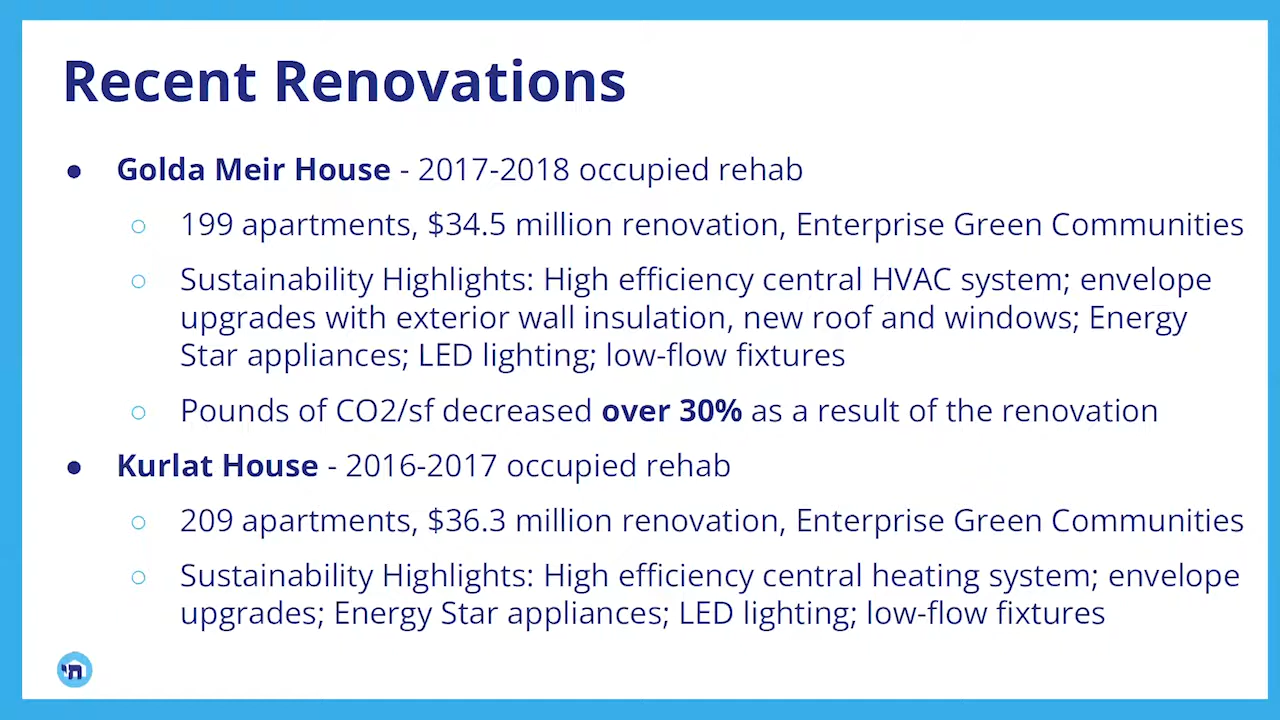 Recent Renovations
● Golda Meir House - 2017-2018 occupied rehab
○ 199 apartments, $34.5 million renovation, Enterprise Green Communities
○ Sustainability Highlights: High efficiency central HVAC system; envelope
upgrades with exterior wall insulation, new roof and windows; Energy
Star appliances; LED lighting; low-flow fixtures
○ Pounds of CO2/sf decreased over 30% as a result of the renovation
● Kurlat House - 2016-2017 occupied rehab
○ 209 apartments, $36.3 million renovation, Enterprise Green Communities
○ Sustainability Highlights: High efficiency central heating system; envelope
upgrades; Energy Star appliances; LED lighting; low-flow fixtures
חי